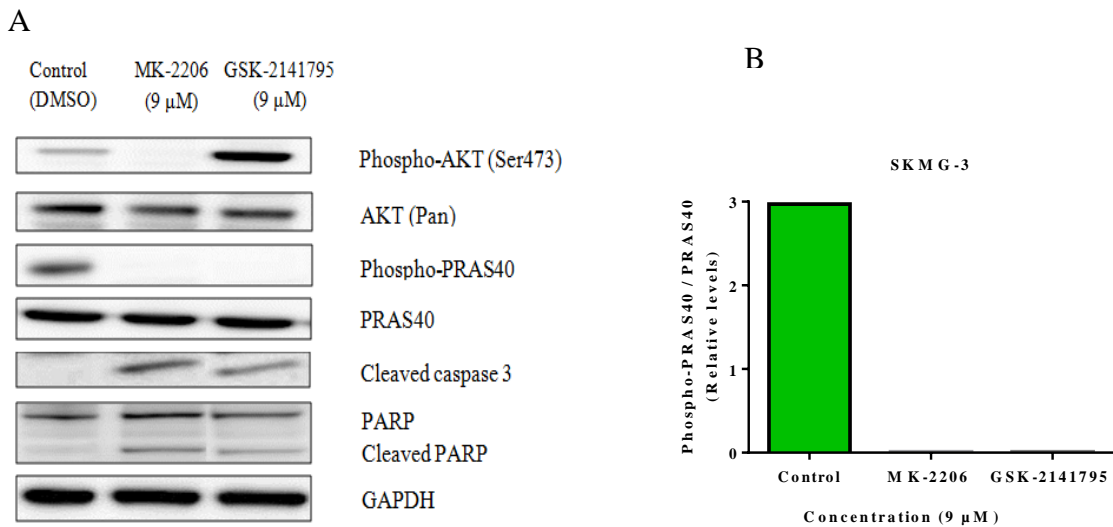 A
Control MK-2206 GSK-2141795
(DMSO) (9 µM) (9 µM)
Phospho-AKT (Ser473)
AKT (Pan)
Phospho-PRAS40
PRAS40
Cleaved caspase 3
PARP
Cleaved PARP
GAPDH
B
SKMG-3
Phospho-PRAS40 / PRAS40
(Relative levels)
3
2
1
0
Control MK-2206 GSK-2141795
Concentration (9 µM)